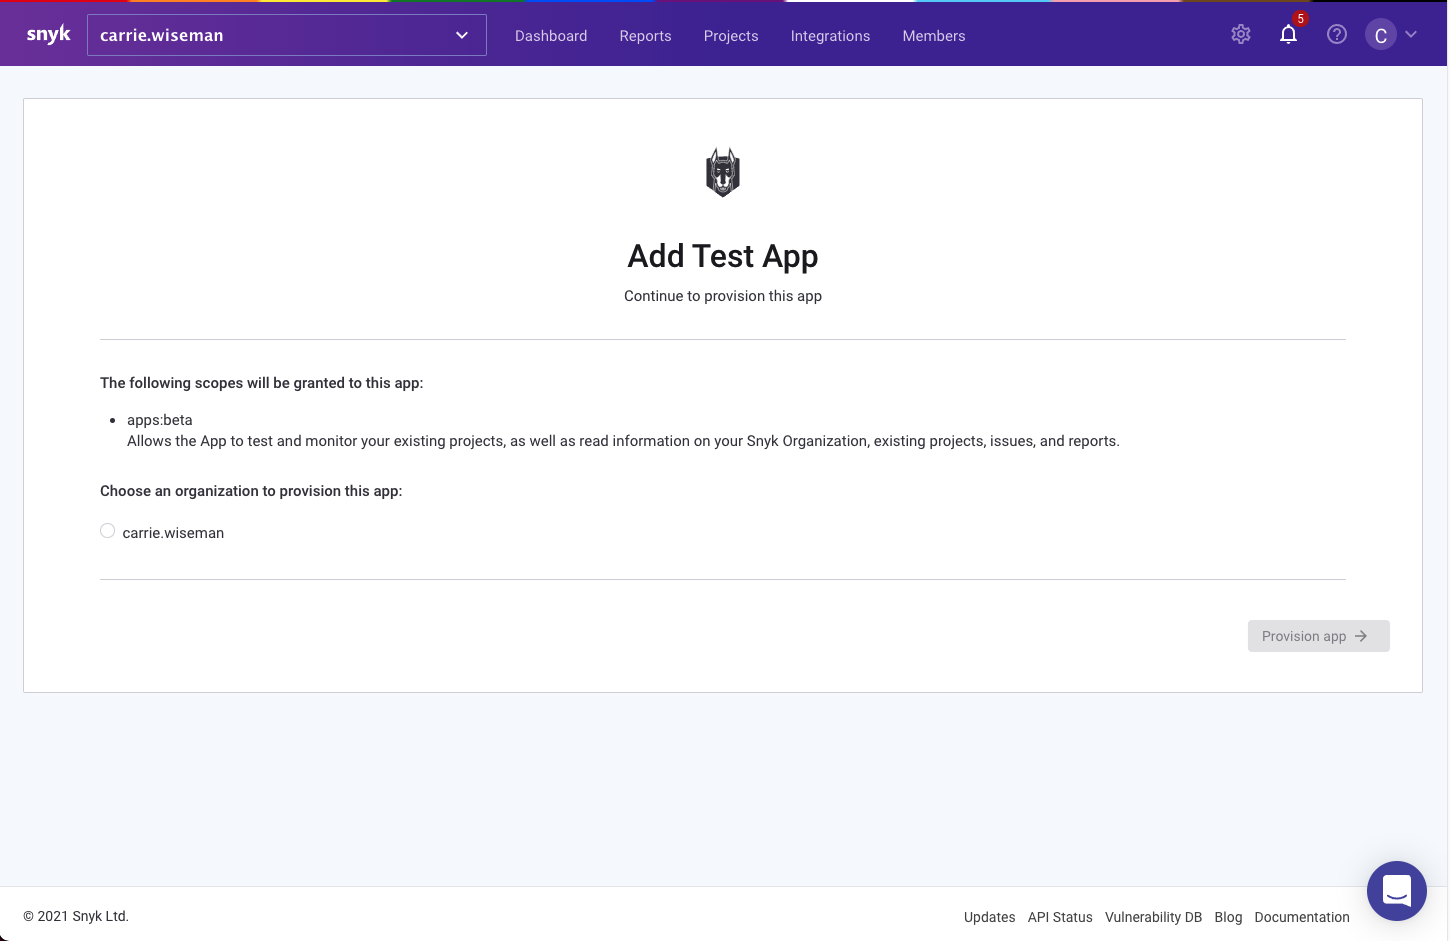 snyk carrie.wiseman Dashboard Reports Projects Integrations Members 5 C
Add Test App
Continue to provision this app
The following scopes will be granted to this app:
• apps:beta
Allows the App to test and monitor your existing projects, as well as read information on your Snyk Organization, existing projects, issues, and reports.
Choose an organization to provision this app:
carrie.wiseman
Provision app →
© 2021 Snyk Ltd. Updates API Status Vulnerability DB Blog Documentation